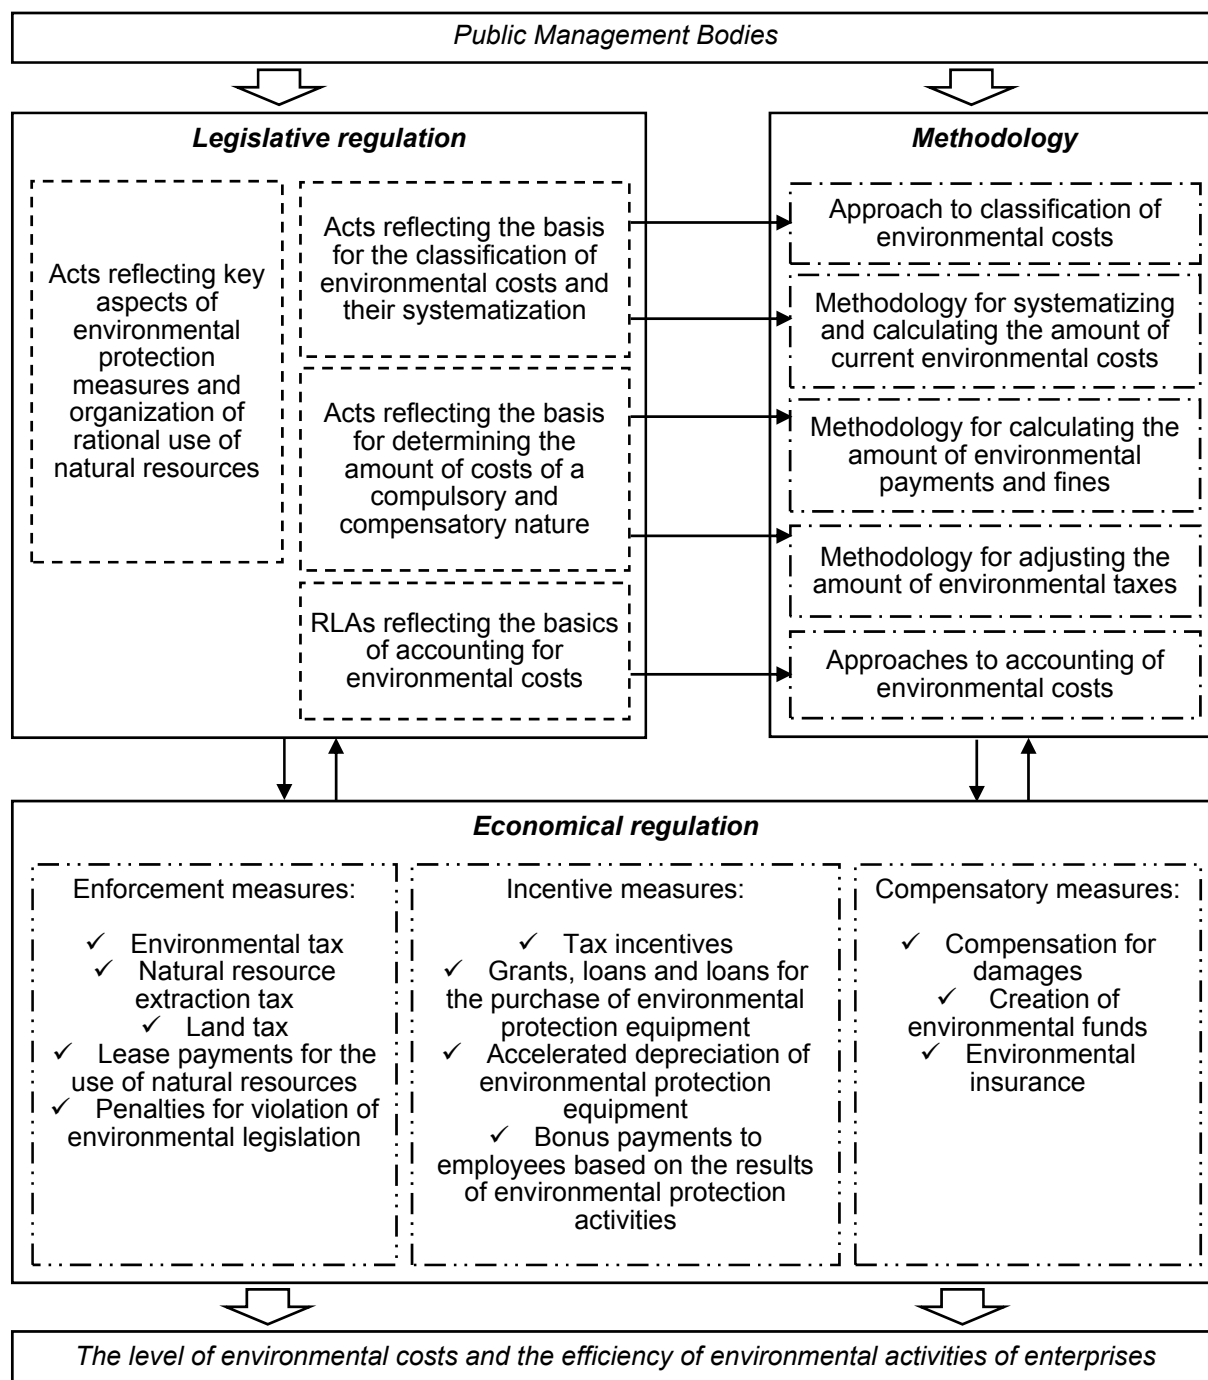 Public Management Bodies
Legislative regulation
Acts reflecting key
aspects of
environmental
protection
measures and
organization of
rational use of
natural resources
Acts reflecting the basis
for the classification of
environmental costs and
their systematization
Acts reflecting the basis
for determining the
amount of costs of a
compulsory and
compensatory nature
RLAs reflecting the basics
of accounting for
environmental costs
Methodology
Approach to classification of
environmental costs
Methodology for systematizing
and calculating the amount of
current environmental costs
Methodology for calculating the
amount of environmental
payments and fines
Methodology for adjusting the
amount of environmental taxes
Approaches to accounting of
environmental costs
Economical regulation
Enforcement measures:
✓ Environmental tax
✓ Natural resource
extraction tax
✓ Land tax
✓ Lease payments for the
use of natural resources
✓ Penalties for violation of
environmental legislation
Incentive measures:
✓ Tax incentives
✓ Grants, loans and loans for
the purchase of environmental
protection equipment
✓ Accelerated depreciation of
environmental protection
equipment
✓ Bonus payments to
employees based on the results
of environmental protection
activities
Compensatory measures:
✓ Compensation for
damages
✓ Creation of
environmental funds
✓ Environmental
insurance
The level of environmental costs and the efficiency of environmental activities of enterprises